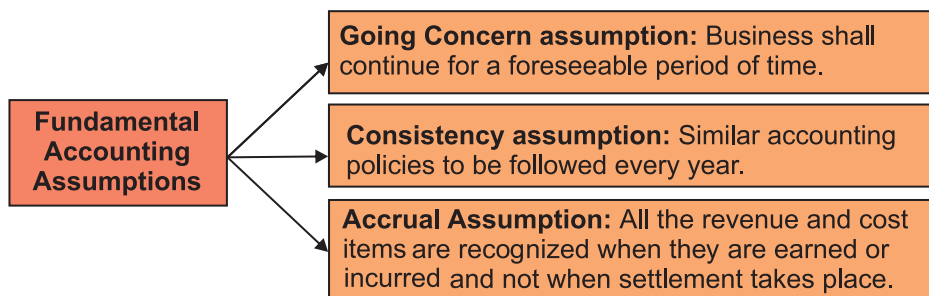 Fundamental
Accounting
Assumptions
Going Concern assumption: Business shall
continue for a foreseeable period of time.
Consistency assumption: Similar accounting
policies to be followed every year.
Accrual Assumption: All the revenue and cost
items are recognized when they are earned or
incurred and not when settlement takes place.